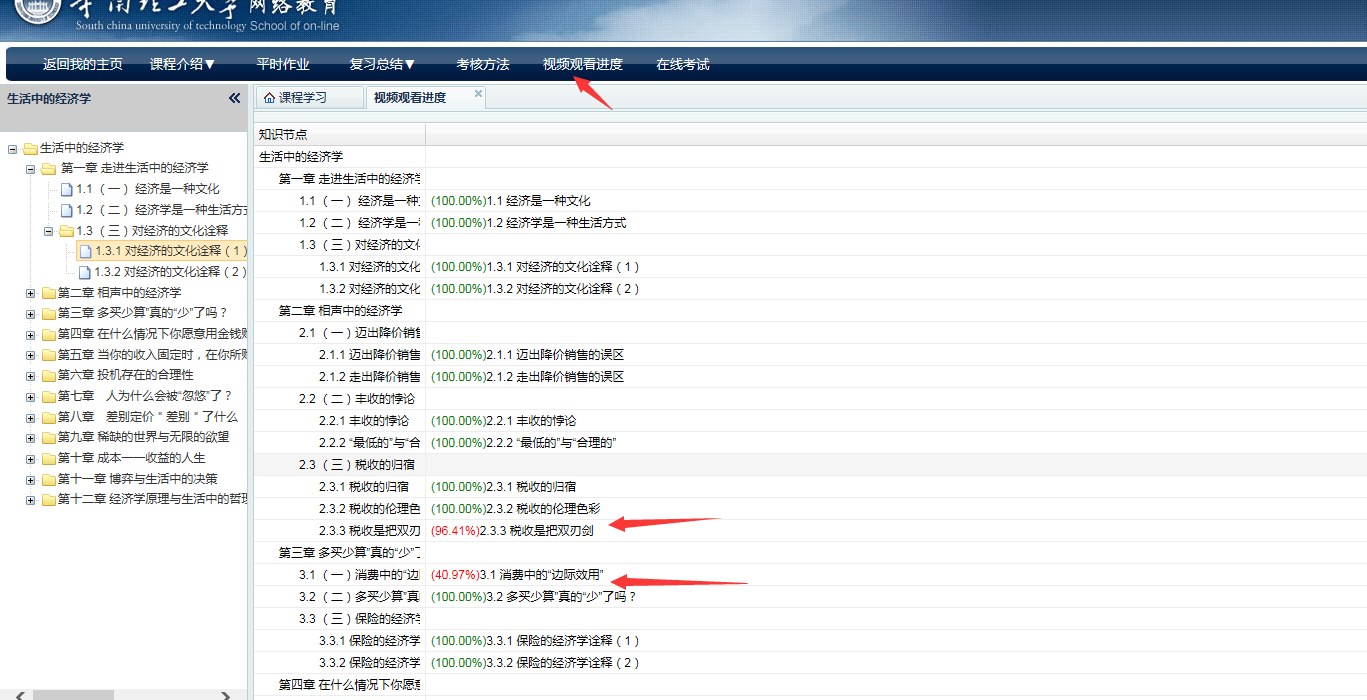 华南理工大学 网络教育
South china university of technology School of on-line
返回我的主页 课程介绍▼ 平时作业 复习总结▼ 考核方法 视频观看进度 在线考试
生活中的经济学
课程学习 视频观看进度
生活中的经济学
第一章 走进生活中的经济学
1.1（一） 经济是一种文化
1.2（二） 经济学是一种生活方式
1.3（三）对经济的文化诠释
1.3.1 对经济的文化诠释（1）
1.3.2 对经济的文化诠释（2）
第二章 相声中的经济学
第三章 多买少算”真的“少”了吗？
第四章 在什么情况下你愿意用金钱
第五章 当你的收入固定时，在你所
第六章 投机存在的合理性
第七章 人为什么会被“忽悠”了？
第八章 差别定价＂差别＂了什么
第九章 稀缺的世界与无限的欲望
第十章 成本一一收益的人生
第十一章 博弈与生活中的决策
第十二章 经济学原理与生活中的哲
知识节点
生活中的经济学
第一章 走进生活中的经济学
1.1（一） 经济是一种 (100.00%)1.1 经济是一种文化
1.2（二） 经济学是一 (100.00%)1.2 经济学是一种生活方式
1.3（三）对经济的文化
1.3.1 对经济的文化 (100.00%)1.3.1 对经济的文化诠释（1）
1.3.2 对经济的文化 (100.00%)1.3.2 对经济的文化诠释（2）
第二章 相声中的经济学
2.1（一）迈出降价销售
2.1.1 迈出降价销售 (100.00%)2.1.1 迈出降价销售的误区
2.1.2 走出降价销售 (100.00%)2.1.2 走出降价销售的误区
2.2（二）丰收的悖论
2.2.1 丰收的悖论 (100.00%)2.2.1 丰收的悖论
2.2.2 “最低的”与“合 (100.00%)2.2.2 “最低的”与“合理的”
2.3（三）税收的归宿
2.3.1 税收的归宿 (100.00%)2.3.1 税收的归宿
2.3.2 税收的伦理色 (100.00%)2.3.2 税收的伦理色彩
2.3.3 税收是把双刃 (96.41%)2.3.3 税收是把双刃剑
第三章 多买少算”真的“少”了
3.1（一）消费中的“边 (40.97%)3.1 消费中的“边际效用”
3.2（二）多买少算”真 (100.00%)3.2 多买少算”真的“少”了吗？
3.3（三）保险的经济学
3.3.1 保险的经济学 (100.00%)3.3.1 保险的经济学诠释（1）
3.3.2 保险的经济学 (100.00%)3.3.2 保险的经济学诠释（2）
第四章 在什么情况下你愿意